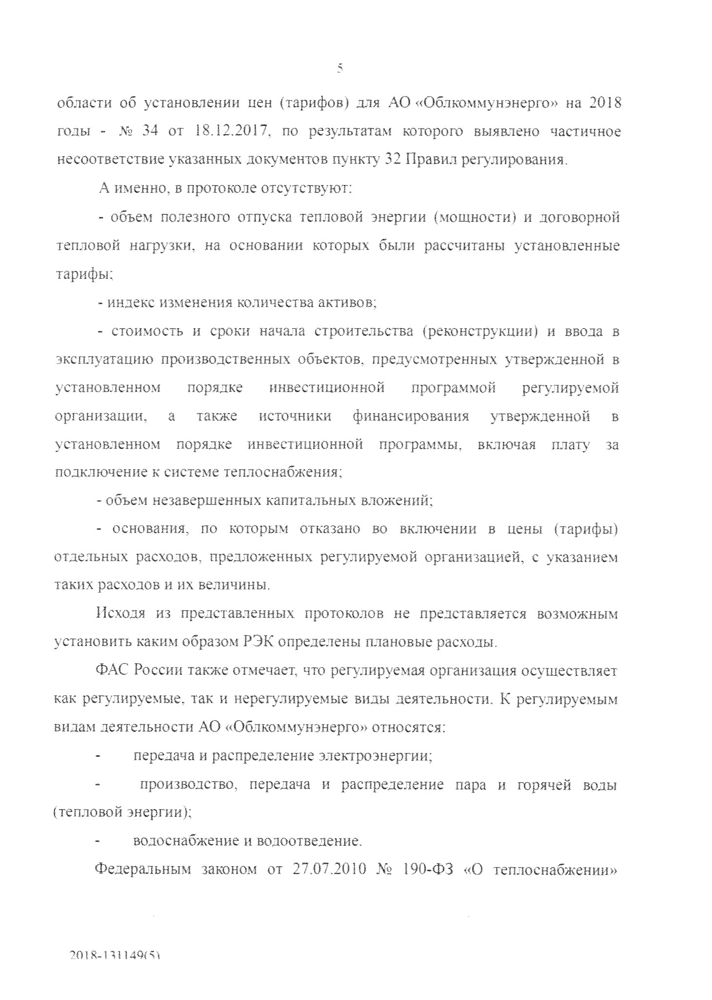 5
области об установлении цен (тарифов) для АО «Облкоммунэнерго» на 2018
годы - № 34 от 18.12.2017, по результатам которого выявлено частичное
несоответствие указанных документов пункту 32 Правил регулирования.
А именно, в протоколе отсутствуют:
- объем полезного отпуска тепловой энергии (мощности) и договорной
тепловой нагрузки, на основании которых были рассчитаны установленные
тарифы;
- индекс изменения количества активов;
- стоимость и сроки начала строительства (реконструкции) и ввода в
эксплуатацию производственных объектов, предусмотренных утвержденной в
установленном порядке инвестиционной программой регулируемой
организации, а также источники финансирования утвержденной в
установленном порядке инвестиционной программы, включая плату за
подключение к системе теплоснабжения;
- объем незавершенных капитальных вложений;
- основания, по которым отказано во включении в цены (тарифы)
отдельных расходов, предложенных регулируемой организацией, с указанием
таких расходов и их величины.
Исходя из представленных протоколов не представляется возможным
установить каким образом РЭК определены плановые расходы.
ФАС России также отмечает, что регулируемая организация осуществляет
как регулируемые, так и нерегулируемые виды деятельности. К регулируемым
видам деятельности АО «Облкоммунэнерго» относятся:
- передача и распределение электроэнергии;
- производство, передача и распределение пара и горячей воды
(тепловой энергии);
- водоснабжение и водоотведение.
Федеральным законом от 27.07.2010 № 190-ФЗ «О теплоснабжении»
2018-131149(5)